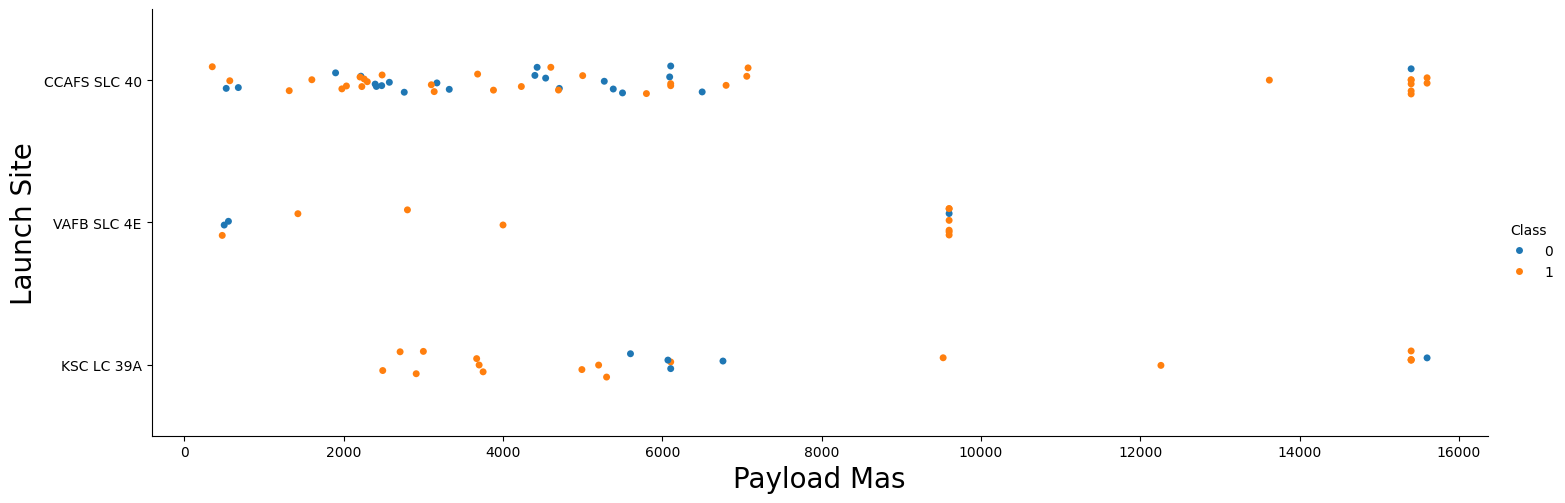 Launch Site
CCAFS SLC 40
VAFB SLC 4E
KSC LC 39A
0 2000 4000 6000 8000 10000 12000 14000 16000
Payload Mas
Class
0
1